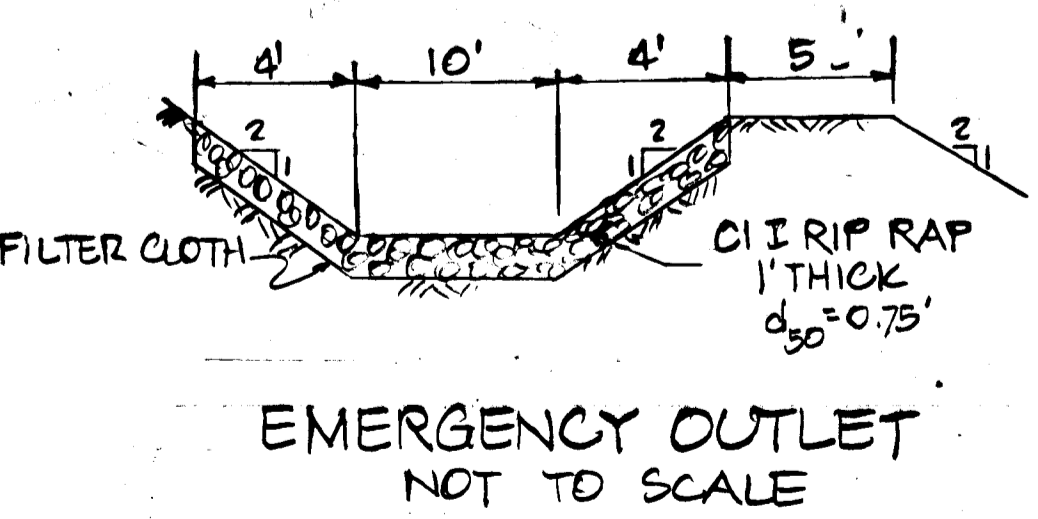 4' 10' 4' 5'
2 2 2
1 1 1
FILTER CLOTH
Cl I RIP RAP
1' THICK
d50=0.75'
EMERGENCY OUTLET
NOT TO SCALE